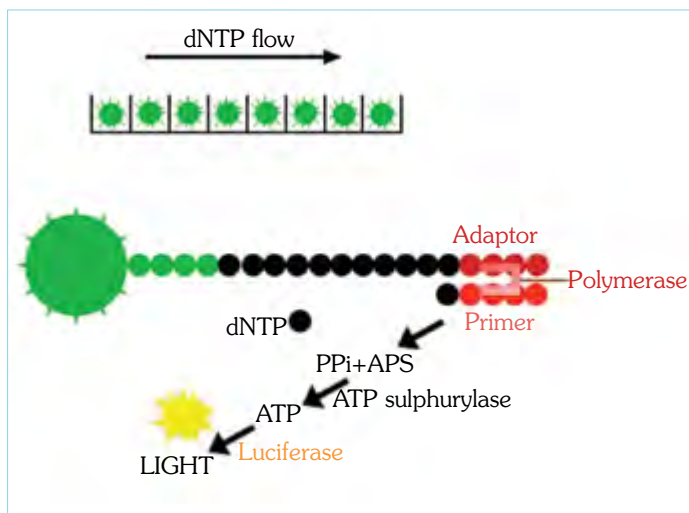 dNTP flow
Adaptor
Polymerase
Primer
dNTP
PPi+APS
ATP sulphurylase
ATP
Luciferase
LIGHT